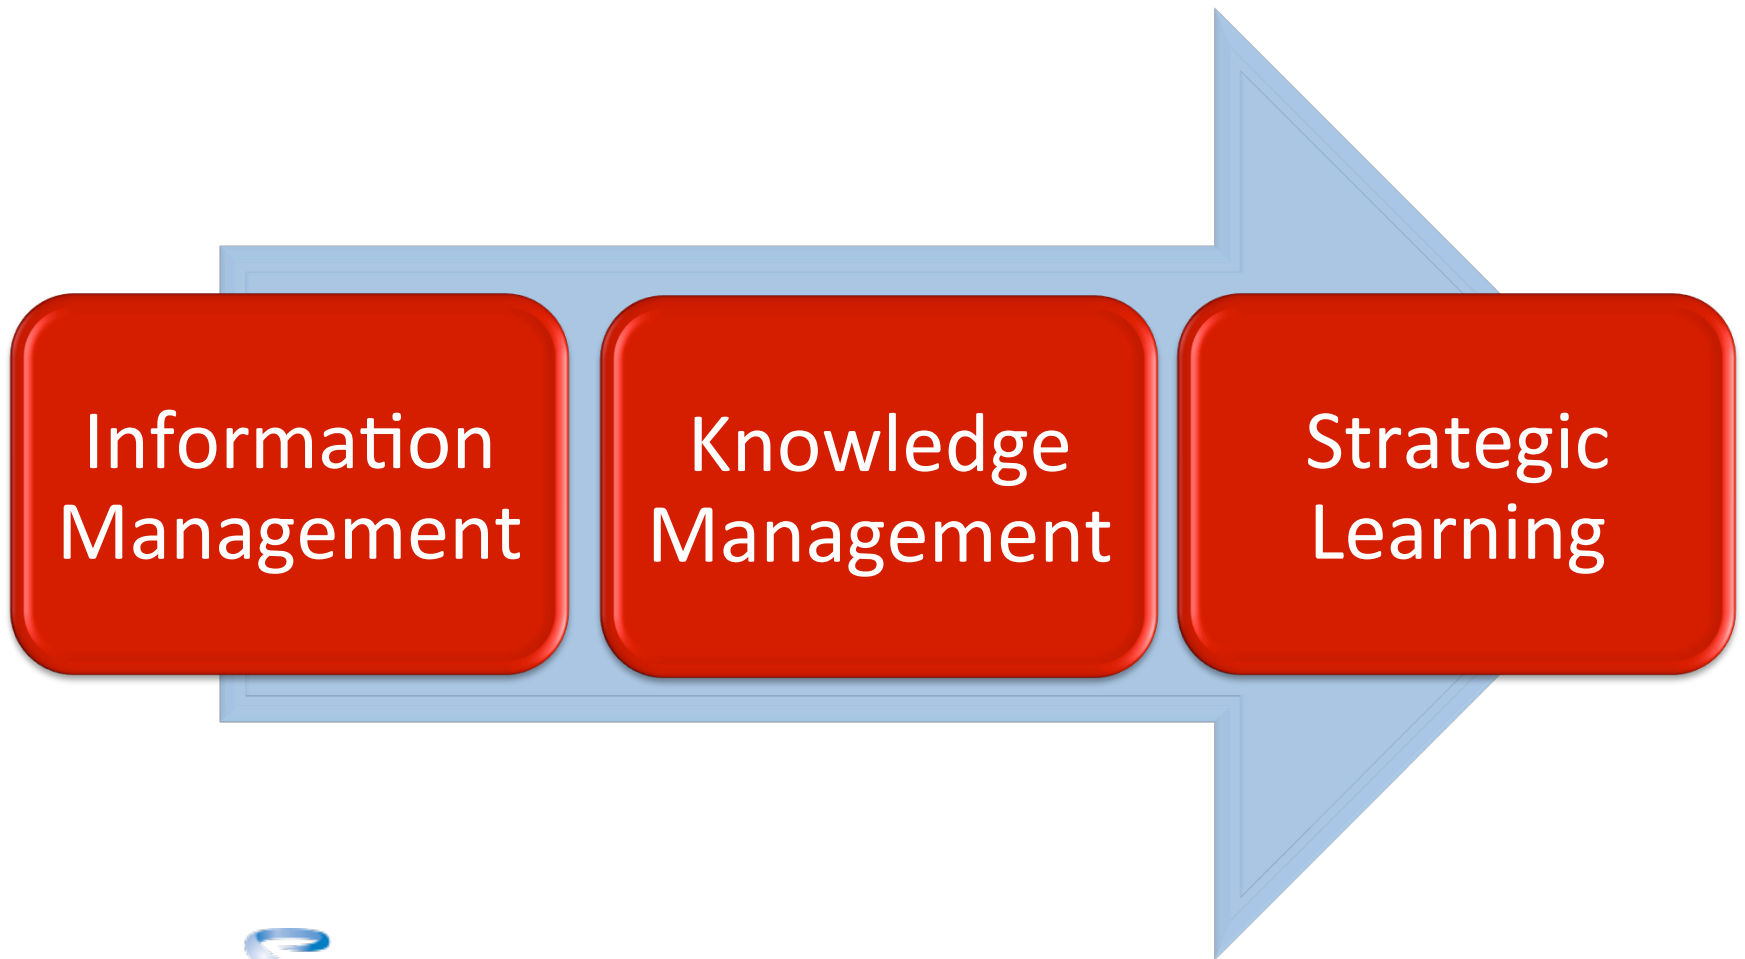 Information
Management
Knowledge
Management
Strategic
Learning